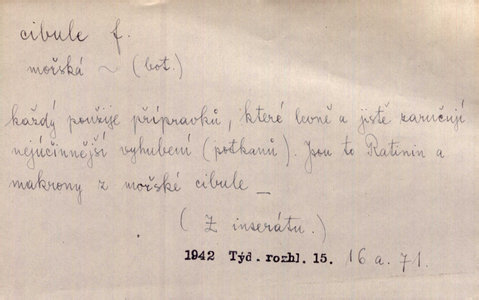 cibule f.
mořská ~ (bot.)
každý použije přípravků, které levně a jistě zaručují
nejúčinnější vyhubení (potkanů). Jsou to Ratinin a
makrony z mořské cibule _
(Z inserátu.)
1942 Týd. rozhl. 15. 16 a. 71.